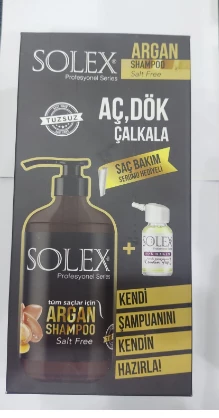 SOLEX
Profesyonel Series
ARGAN
SHAMPOO
Salt Free
TUZSUZ
AÇ, DÖK
ÇALKALA
SAÇ BAKIM
SERUMU HEDİYELİ
SOLEX
Profesyonel Series
tüm saçlar için
ARGAN
SHAMPOO
Salt Free
+
SOLEX
KENDİ
ŞAMPUANINI
KENDİN
HAZIRLA!